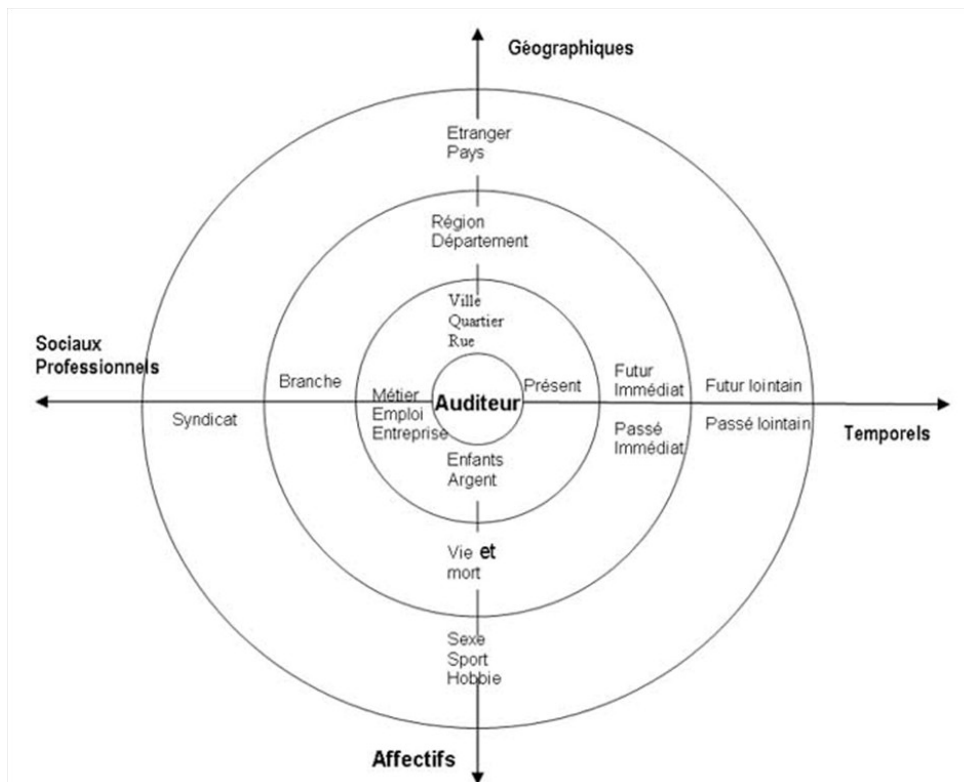 Géographiques
Etranger
Pays
Région
Département
Ville
Quartier
Rue
Sociaux
Professionnels
Branche
Syndicat
Métier
Emploi
Entreprise
Auditeur
Présent
Futur
Immédiat
Passé
Immédiat
Futur lointain
Passé lointain
Temporels
Enfants
Argent
Vie et
mort
Sexe
Sport
Hobbie
Affectifs